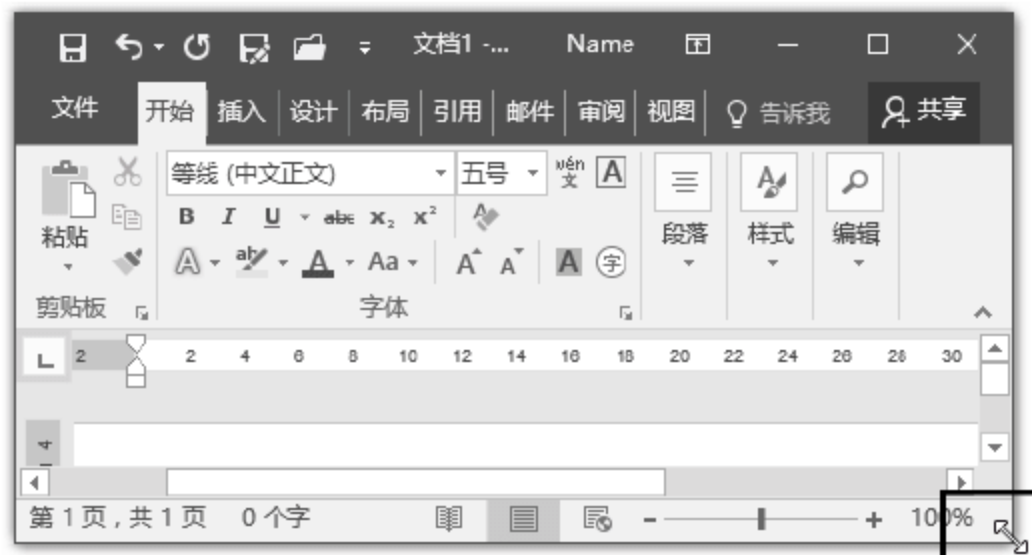 文档1 -... Name
文件 开始 插入 设计 布局 引用 邮件 审阅 视图 告诉我 共享
等线 (中文正文) 五号 wén 文 A
粘贴 B I U abc X₂ X² 段落 样式 编辑
A aby A Aa A A A 字
剪贴板 字体
L 2 2 4 6 8 10 12 14 16 18 20 22 24 26 28 30
4
第 1 页 , 共 1 页 0 个字 - + 100%